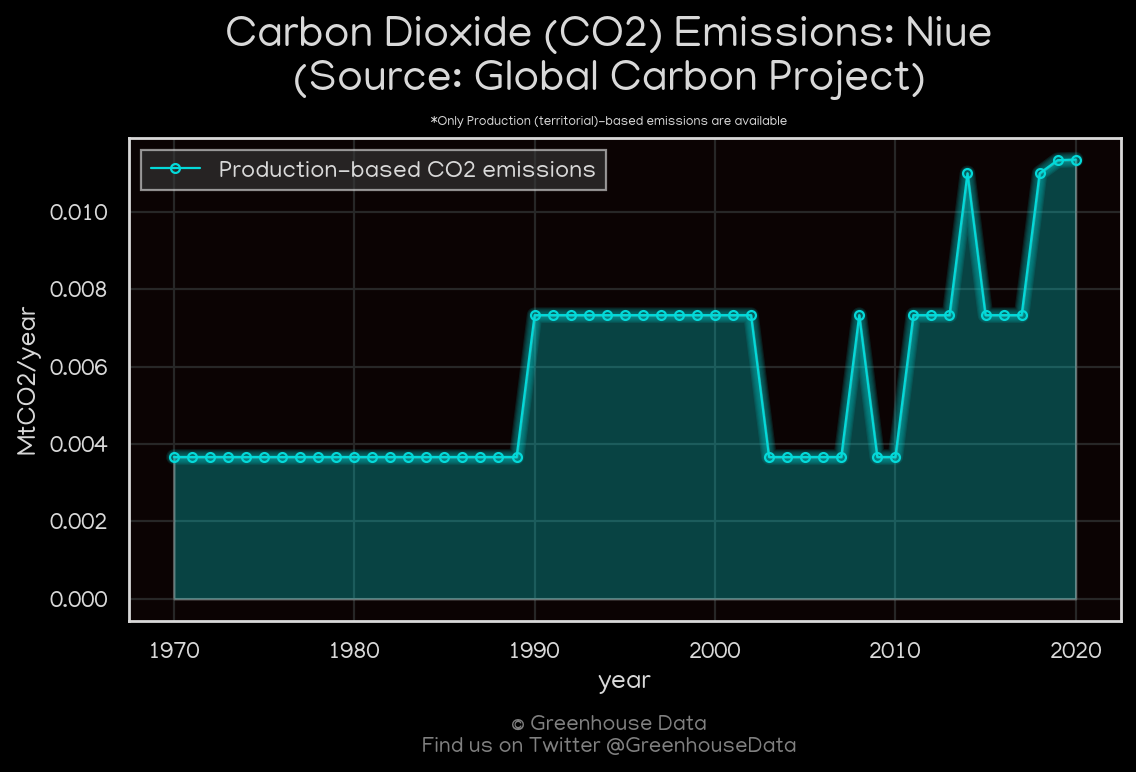 Carbon Dioxide (CO2) Emissions: Niue
(Source: Global Carbon Project)
*Only Production (territorial)-based emissions are available
Production-based CO2 emissions
MtCO2/year
0.010
0.008
0.006
0.004
0.002
0.000
1970 1980 1990 2000 2010 2020
year
© Greenhouse Data
Find us on Twitter @GreenhouseData